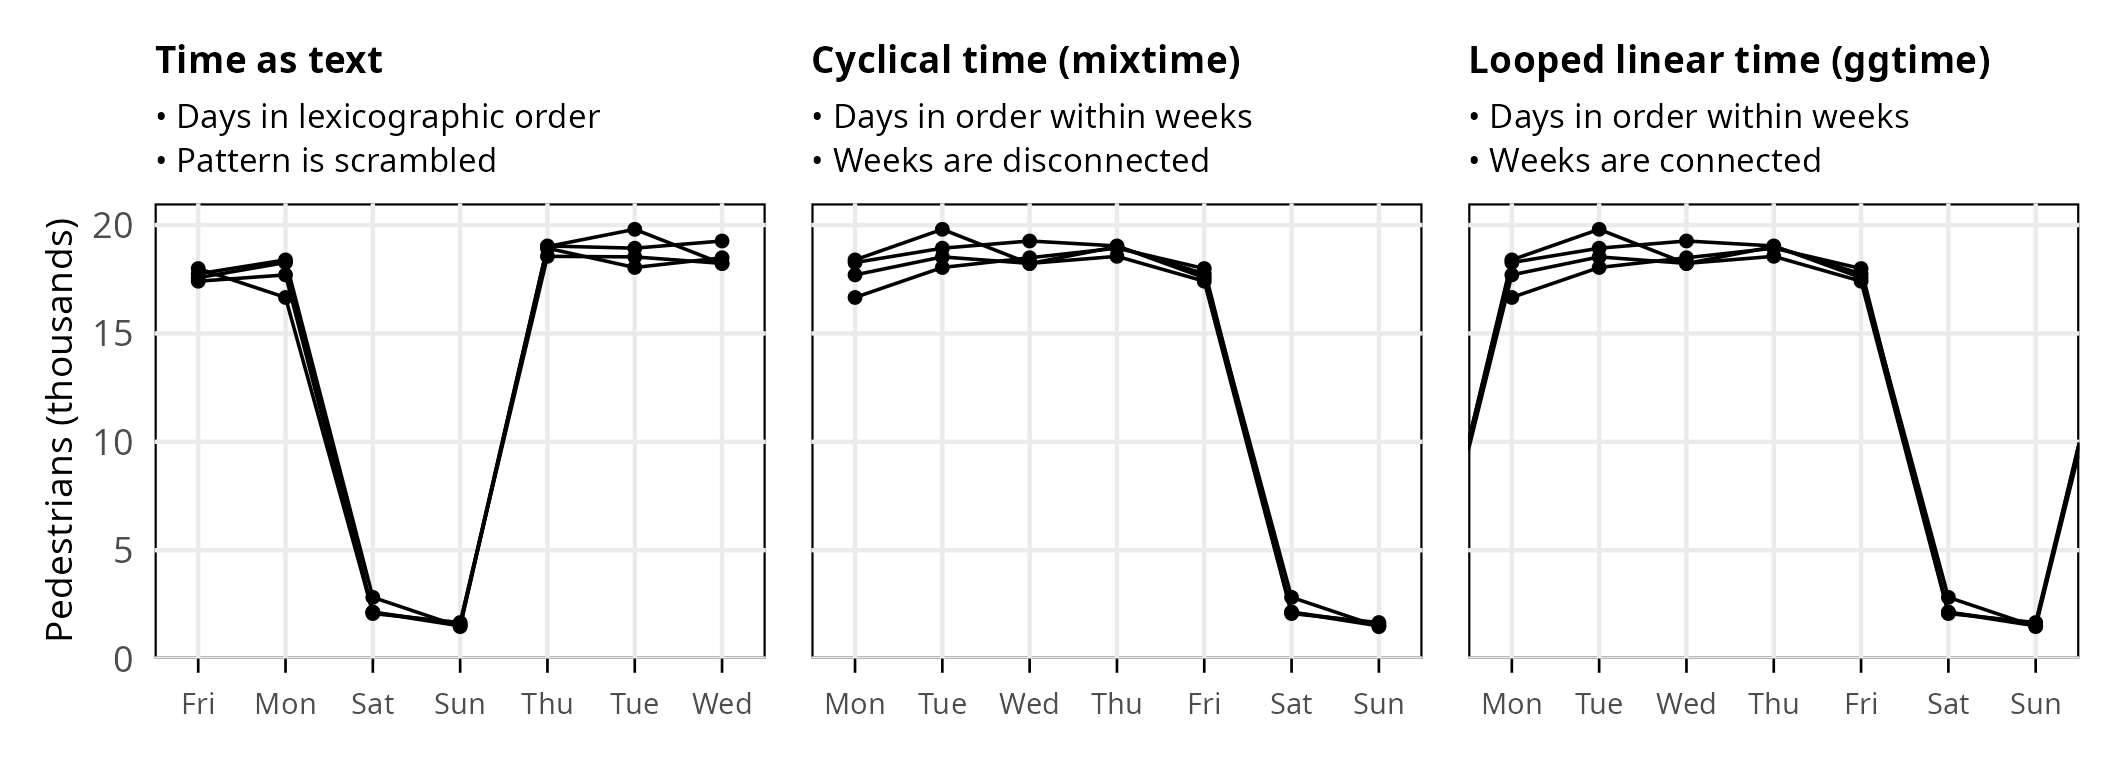 Time as text
• Days in lexicographic order
• Pattern is scrambled
Cyclical time (mixtime)
• Days in order within weeks
• Weeks are disconnected
Looped linear time (ggtime)
• Days in order within weeks
• Weeks are connected
Pedestrians (thousands)
20
15
10
5
0
Fri Mon Sat Sun Thu Tue Wed
Mon Tue Wed Thu Fri Sat Sun
Mon Tue Wed Thu Fri Sat Sun